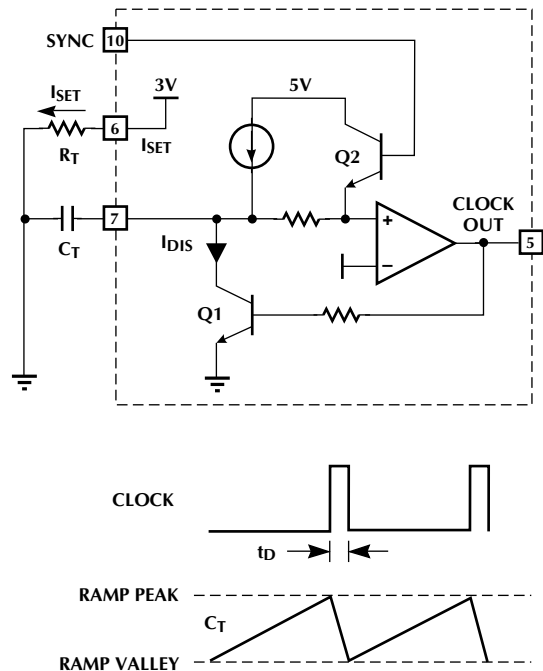 SYNC 10
ISET 3V 5V
6
RT ISET
Q2
CLOCK
OUT
7
+
5
CT IDIS
−
Q1
CLOCK
tD
RAMP PEAK
CT
RAMP VALLEY